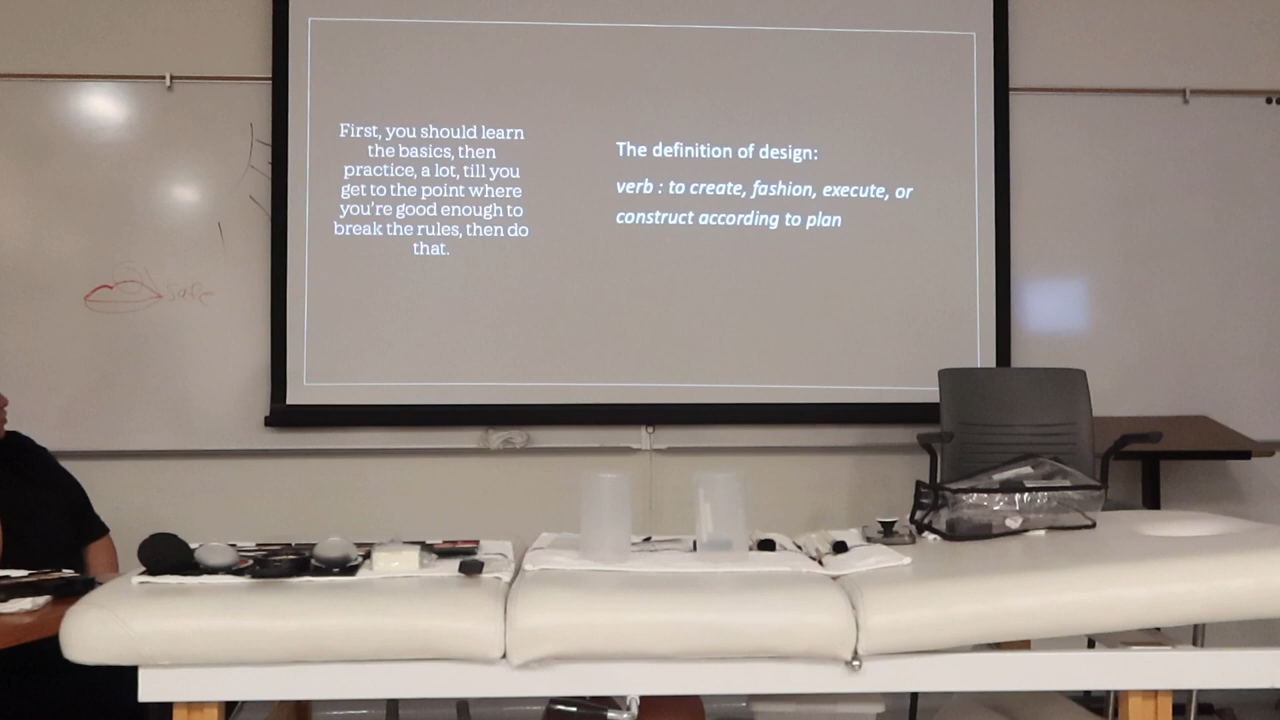 First, you should learn
the basics, then
practice, a lot, till you
get to the point where
you're good enough to
break the rules, then do
that.
The definition of design:
verb : to create, fashion, execute, or
construct according to plan
safe